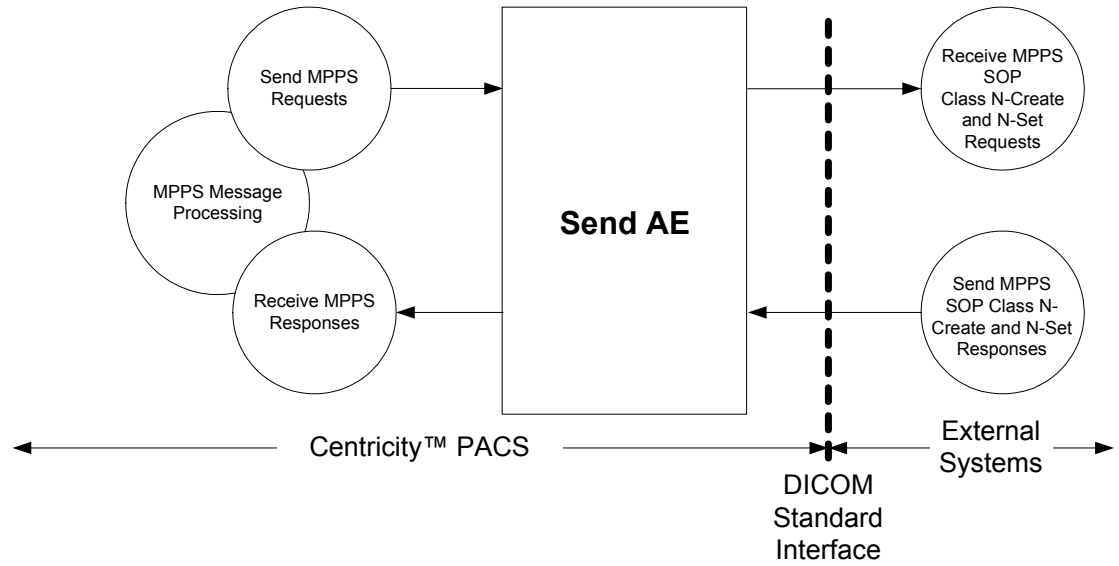 Send MPPS
Requests
MPPS Message
Processing
Receive MPPS
Responses
Send AE
Receive MPPS
SOP
Class N-Create
and N-Set
Requests
Send MPPS
SOP Class N-
Create and N-Set
Responses
Centricity™ PACS
DICOM
Standard
Interface
External
Systems